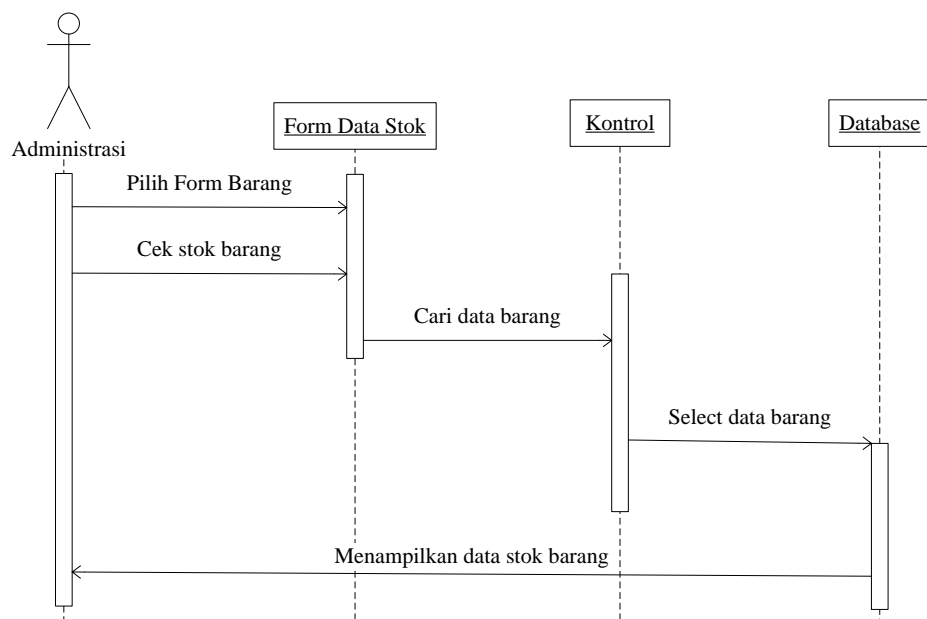 Form Data Stok
Kontrol
Database
Administrasi
Pilih Form Barang
Cek stok barang
Cari data barang
Select data barang
Menampilkan data stok barang